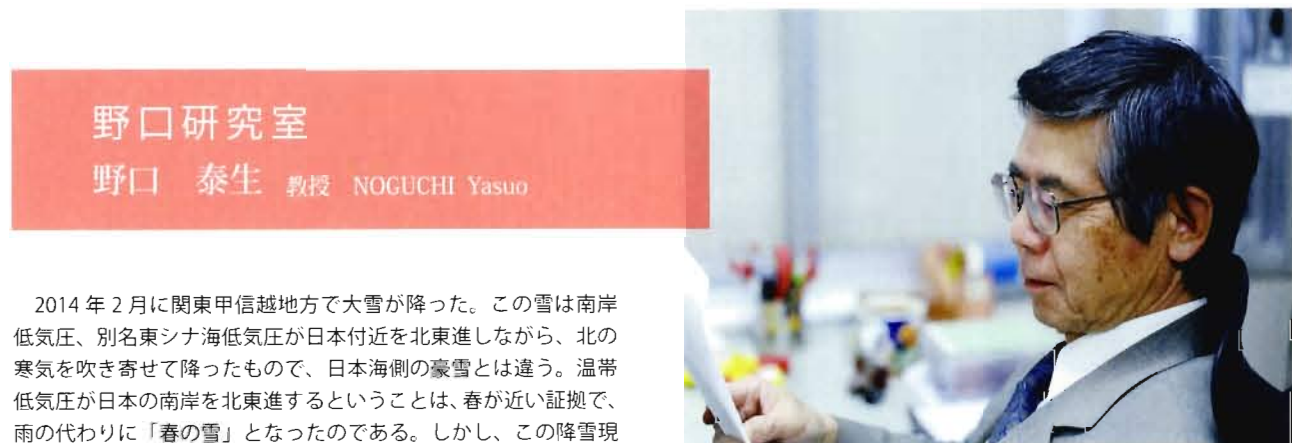 野口研究室
野口 泰生 教授 NOGUCHI Yasuo
2014年2月に関東甲信越地方で大雪が降った。この雪は南岸
低気圧、別名東シナ海低気圧が日本付近を北東進しながら、北の
寒気を吹き寄せて降ったもので、日本海側の豪雪とは違う。温帯
低気圧が日本の南岸を北東進するということは、春が近い証拠で、
雨の代わりに「春の雪」となったのである。しかし、この降雪現